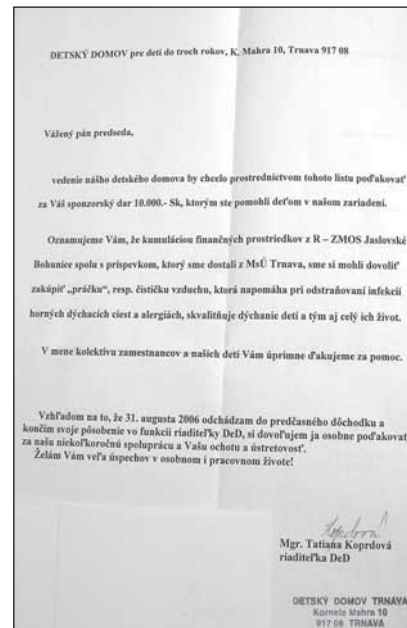 DETSKÝ DOMOV pre deti do troch rokov, K. Mahra 10, Trnava 917 08
Vážený pán predseda,
vedenie nášho detského domova by chcelo prostredníctvom tohoto listu poďakovať
za Váš sponzorský dar 10.000.- Sk, ktorým ste pomohli deťom v našom zariadení.
Oznamujeme Vám, že kumuláciou finančných prostriedkov z R – ZMOS Jaslovské
Bohunice spolu s príspevkom, ktorý sme dostali z MsÚ Trnava, sme si mohli dovoliť
zakúpiť „práčku“, resp. čističku vzduchu, ktorá napomáha pri odstraňovaní infekcií
horných dýchacích ciest a alergiách, skvalitňuje dýchanie detí a tým aj celý ich život.
V mene kolektívu zamestnancov a našich detí Vám úprimne ďakujeme za pomoc.
Vzhľadom na to, že 31. augusta 2006 odchádzam do predčasného dôchodku a
končím svoje pôsobenie vo funkcii riaditeľky DeD, si dovoľujem ja osobne poďakovať
za našu niekoľkoročnú spoluprácu a Vašu ochotu a ústretovosť.
Želám Vám veľa úspechov v osobnom i pracovnom živote!
Koprdová
Mgr. Tatiana Koprdová
riaditeľka DeD
DETSKÝ DOMOV TRNAVA
Kornela Mahra 10
917 08 TRNAVA